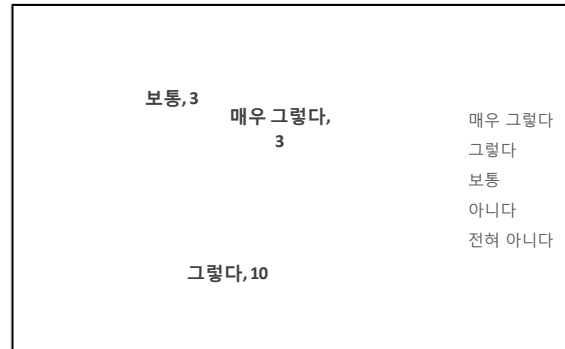 보통, 3
매우 그렇다,
3
그렇다, 10
매우 그렇다
그렇다
보통
아니다
전혀 아니다